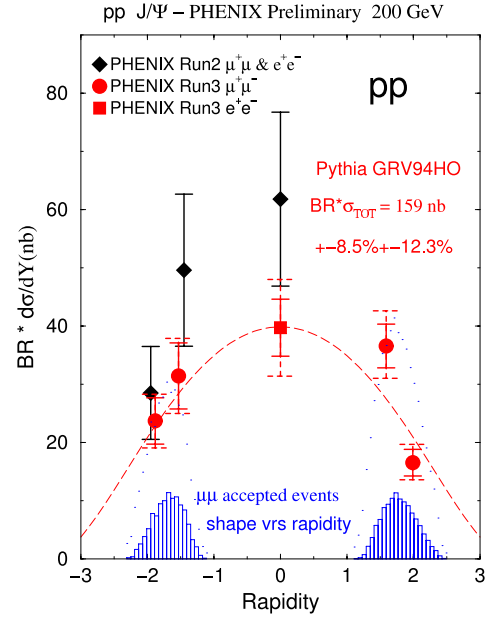 pp J/Ψ – PHENIX Preliminary 200 GeV
PHENIX Run2 μ⁺μ & e⁺e⁻
PHENIX Run3 μ⁺μ⁻
PHENIX Run3 e⁺e⁻
pp
Pythia GRV94HO
BR*σ_TOT = 159 nb
+−8.5%+−12.3%
BR * dσ/dY(nb)
80
60
40
20
0
μμ accepted events
shape vrs rapidity
−3 −2 −1 0 1 2 3
Rapidity